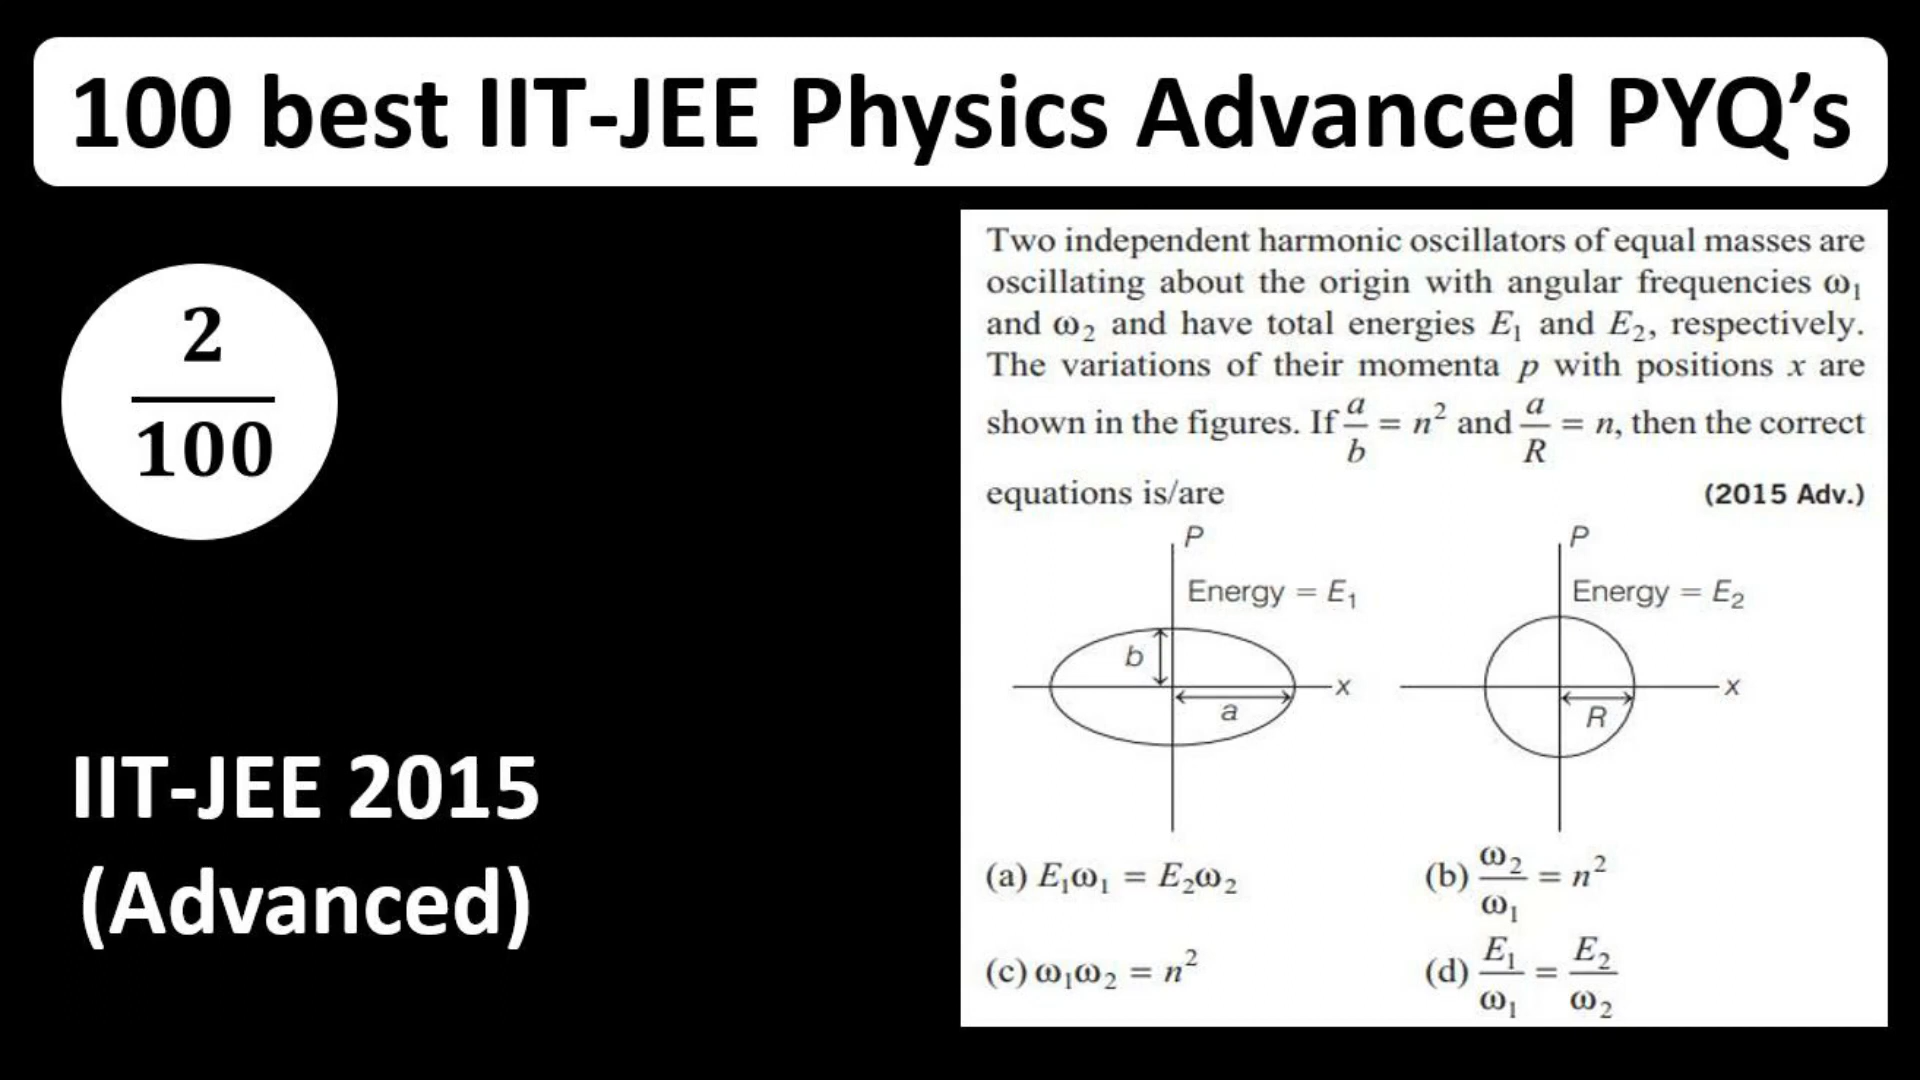 100 best IIT-JEE Physics Advanced PYQ’s
2
100
IIT-JEE 2015
(Advanced)
Two independent harmonic oscillators of equal masses are
oscillating about the origin with angular frequencies ω₁
and ω₂ and have total energies E₁ and E₂, respectively.
The variations of their momenta p with positions x are
shown in the figures. If a/b = n² and a/R = n, then the correct
equations is/are (2015 Adv.)
P
Energy = E₁
b
a
x
P
Energy = E₂
R
x
(a) E₁ω₁ = E₂ω₂
(b) ω₂/ω₁ = n²
(c) ω₁ω₂ = n²
(d) E₁/ω₁ = E₂/ω₂